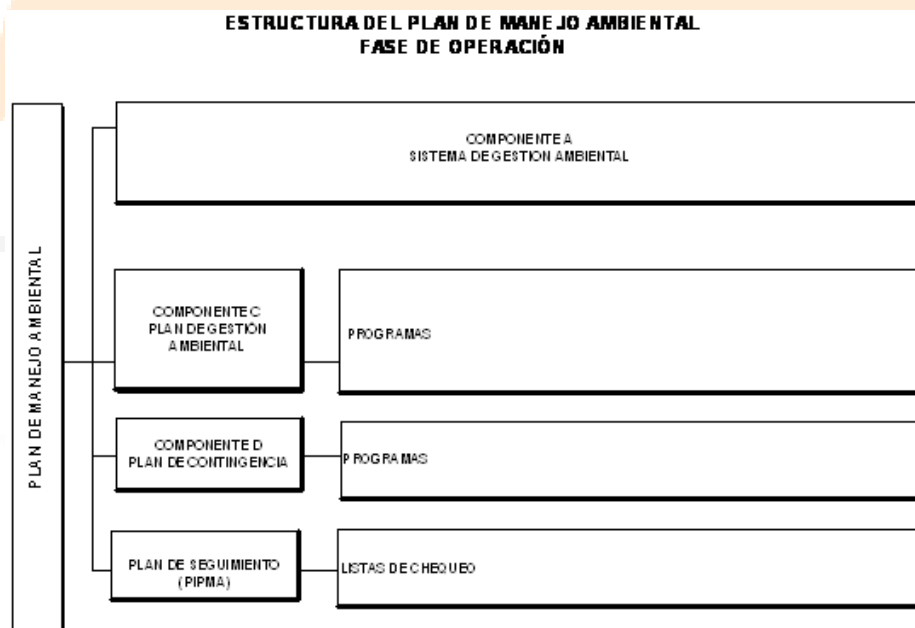 ESTRUCTURA DEL PLAN DE MANEJO AMBIENTAL
FASE DE OPERACIÓN
PLAN DE MANEJO AMBIENTAL
COMPONENTE A
SISTEMA DE GESTION AMBIENTAL
COMPONENTE C
PLAN DE GESTIÓN
AMBIENTAL
PROGRAMAS
COMPONENTE D
PLAN DE CONTINGENCIA
PROGRAMAS
PLAN DE SEGUIMIENTO
(PIPMA)
LISTAS DE CHEQUEO